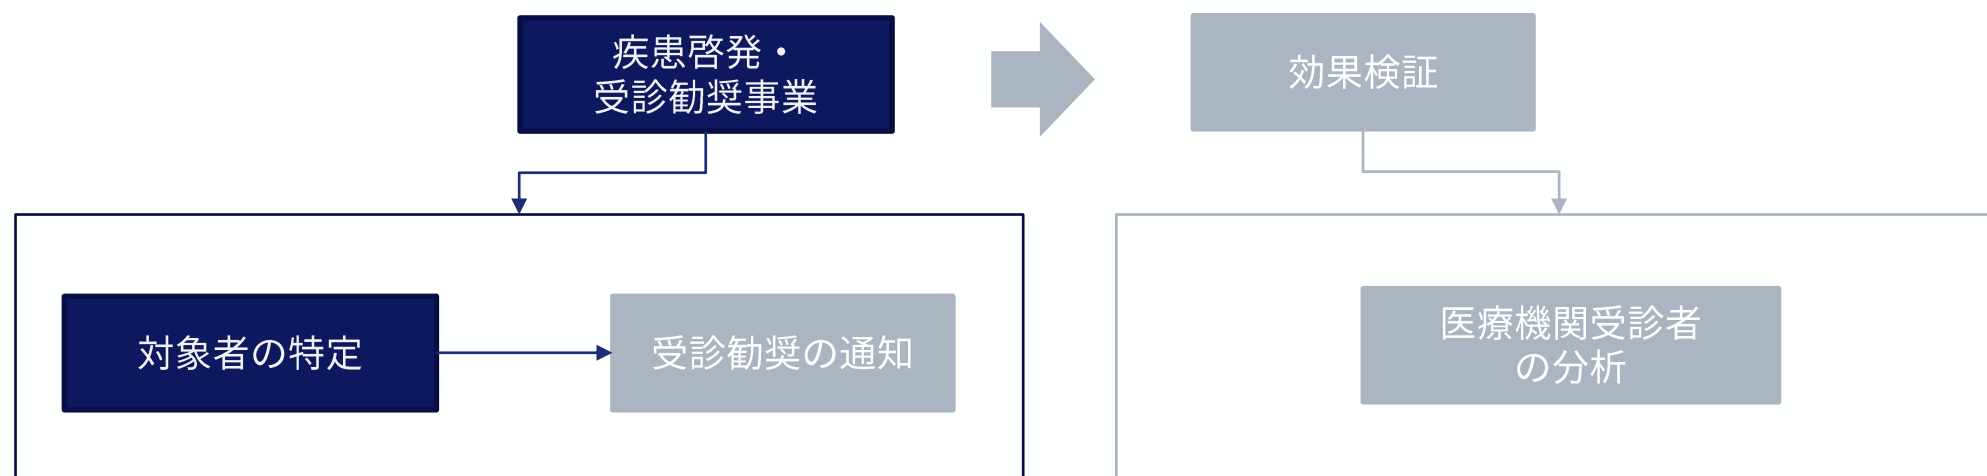 疾患啓発・
受診勧奨事業
効果検証
対象者の特定
受診勧奨の通知
医療機関受診者
の分析